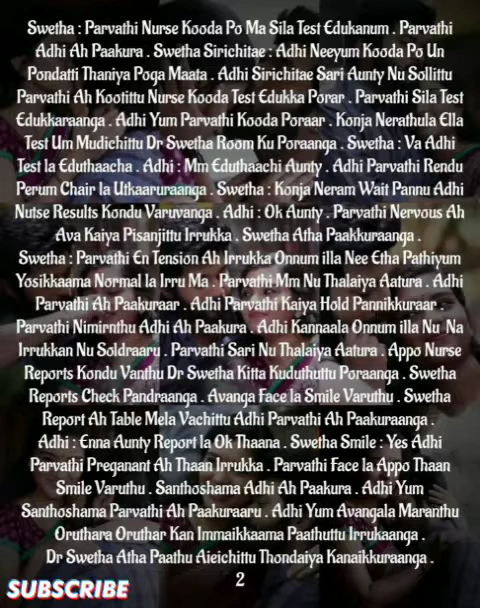 Swetha : Parvathi Nurse Kooda Po Ma Sila Test Edukanum . Parvathi
Adhi Ah Paakura . Swetha Sirichitae : Adhi Neeyum Kooda Po Un
Pondatti Thaniya Poga Maata . Adhi Sirichitae Sari Aunty Nu Sollittu
Parvathi Ah Kootittu Nurse Kooda Test Edukka Porar . Parvathi Sila Test
Edukkaraanga . Adhi Yum Parvathi Kooda Poraar . Konja Nerathula Ella
Test Um Mudichittu Dr Swetha Room Ku Poraanga . Swetha : Va Adhi
Test la Eduthaacha . Adhi : Mm Eduthaachi Aunty . Adhi Parvathi Rendu
Perum Chair la Utkaaruraanga . Swetha : Konja Neram Wait Pannu Adhi
Nutse Results Kondu Varuvanga . Adhi : Ok Aunty . Parvathi Nervous Ah
Ava Kaiya Pisanjittu Irrukka . Swetha Atha Paakkuraanga .
Swetha : Parvathi En Tension Ah Irrukka Onnum illa Nee Etha Pathiyum
Yosikkaama Normal la Irru Ma . Parvathi Mm Nu Thalaiya Aatura . Adhi
Parvathi Ah Paakuraar . Adhi Parvathi Kaiya Hold Pannikkuraar .
Parvathi Nimirnthu Adhi Ah Paakura . Adhi Kannaala Onnum illa Nu Na
Irrukkan Nu Soldraaru . Parvathi Sari Nu Thalaiya Aatura . Appo Nurse
Reports Kondu Vanthu Dr Swetha Kitta Kuduthuttu Poraanga . Swetha
Reports Check Pandraanga . Avanga Face la Smile Varuthu . Swetha
Report Ah Table Mela Vachittu Adhi Parvathi Ah Paakuraanga .
Adhi : Enna Aunty Report la Ok Thaana . Swetha Smile : Yes Adhi
Parvathi Preganant Ah Thaan Irrukka . Parvathi Face la Appo Thaan
Smile Varuthu . Santhoshama Adhi Ah Paakura . Adhi Yum
Santhoshama Parvathi Ah Paakuraaru . Adhi Yum Avangala Maranthu
Oruthara Oruthar Kan Immaikkaama Paathuttu Irrukaanga .
Dr Swetha Atha Paathu Aieichittu Thondaiya Kanaikkuraanga .
2
SUBSCRIBE